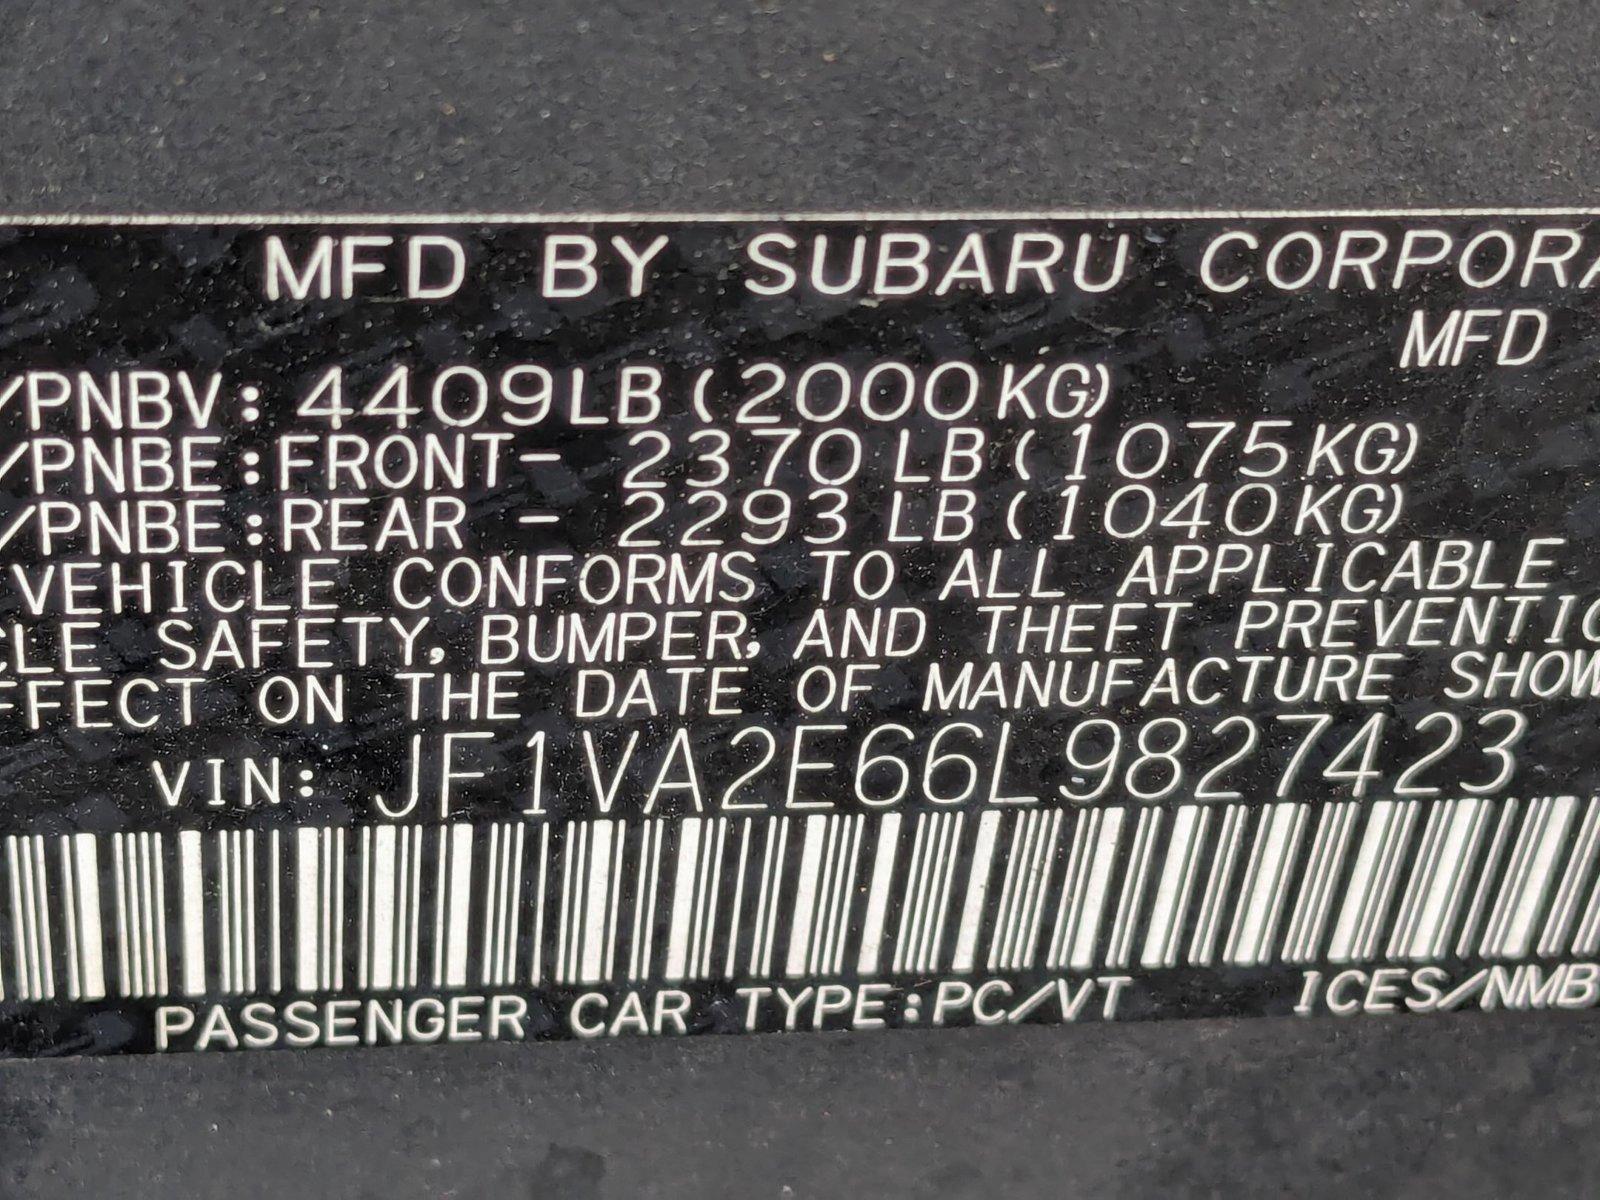 MFD BY SUBARU CORPORA
MFD
/PNBV: 4409LB (2000KG)
/PNBE:FRONT- 2370 LB (1075KG)
/PNBE:REAR - 2293 LB (1040KG)
VEHICLE CONFORMS TO ALL APPLICABLE
CLE SAFETY, BUMPER, AND THEFT PREVENTIO
FFECT ON THE DATE OF MANUFACTURE SHOW
VIN: JF1VA2E66L9827423
PASSENGER CAR TYPE:PC/VT ICES/NMB